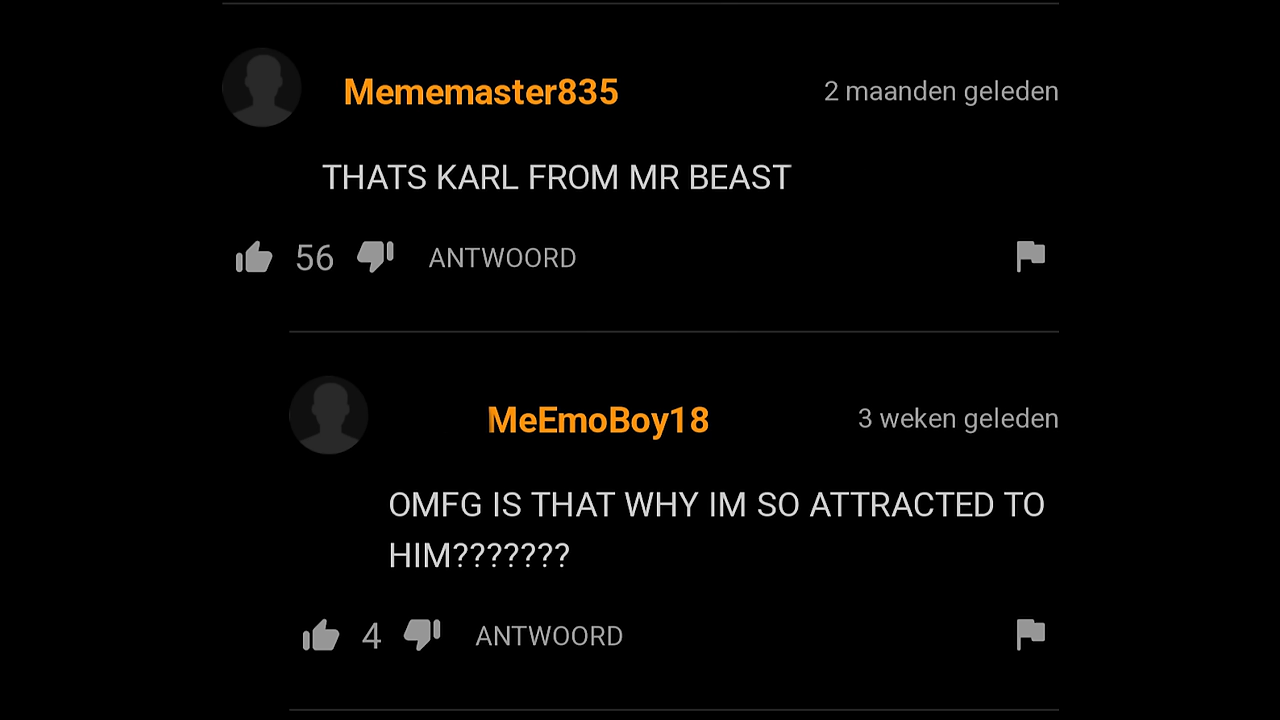 Mememaster835 2 maanden geleden
THATS KARL FROM MR BEAST
56 ANTWOORD
MeEmoBoy18 3 weken geleden
OMFG IS THAT WHY IM SO ATTRACTED TO
HIM???????
4 ANTWOORD